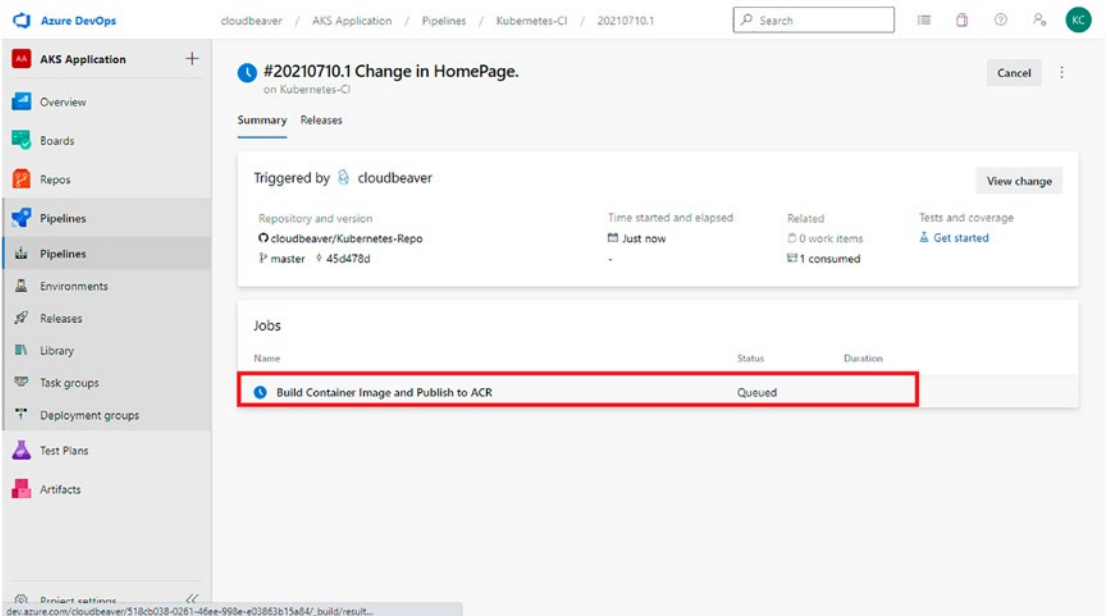 Azure DevOps
cloudbeaver / AKS Application / Pipelines / Kubernetes-CI / 20210710.1
Search
KC
AA AKS Application
Overview
Boards
Repos
Pipelines
Pipelines
Environments
Releases
Library
Task groups
Deployment groups
Test Plans
Artifacts
Project settings
#20210710.1 Change in HomePage.
on Kubernetes-CI
Cancel
Summary Releases
Triggered by cloudbeaver
View change
Repository and version
cloudbeaver/Kubernetes-Repo
master 45d478d
Time started and elapsed
Just now
-
Related
0 work items
1 consumed
Tests and coverage
Get started
Jobs
Name Status Duration
Build Container Image and Publish to ACR Queued
dev.azure.com/cloudbeaver/518cb038-0261-46ee-998e-e03863b15a84/_build/result...